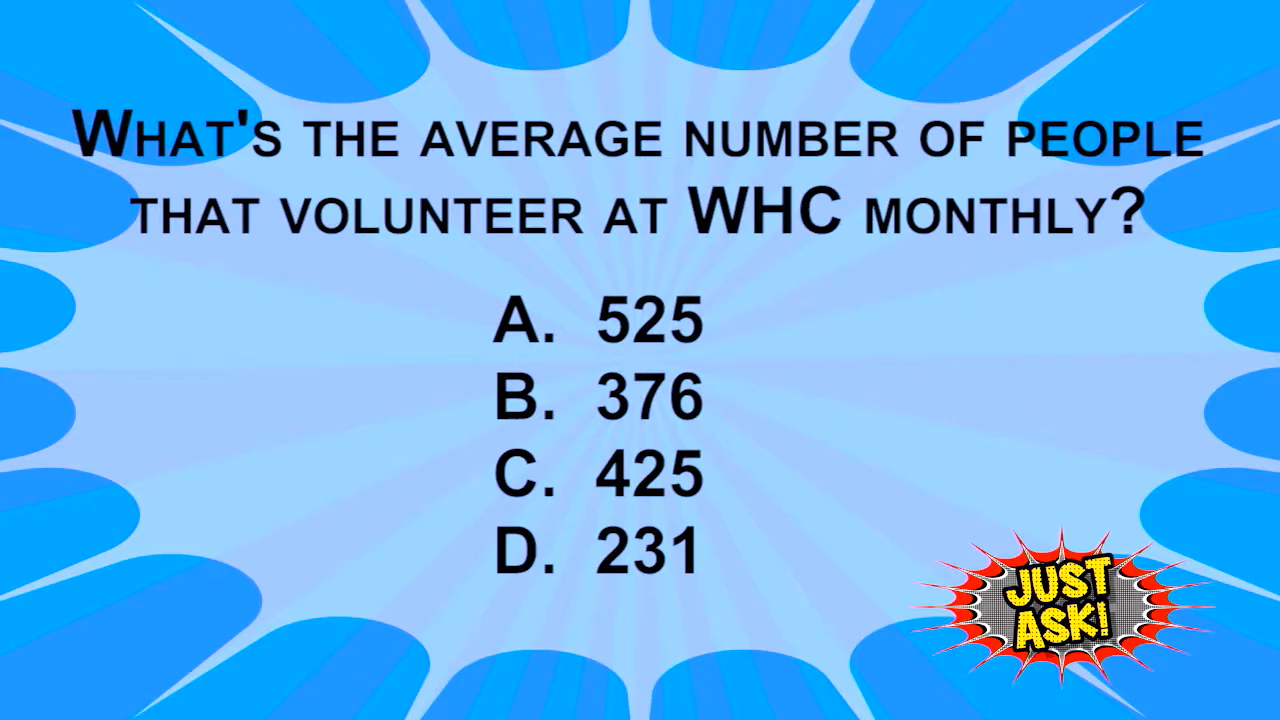 What's the average number of people
that volunteer at WHC monthly?
A. 525
B. 376
C. 425
D. 231
JUST
ASK!